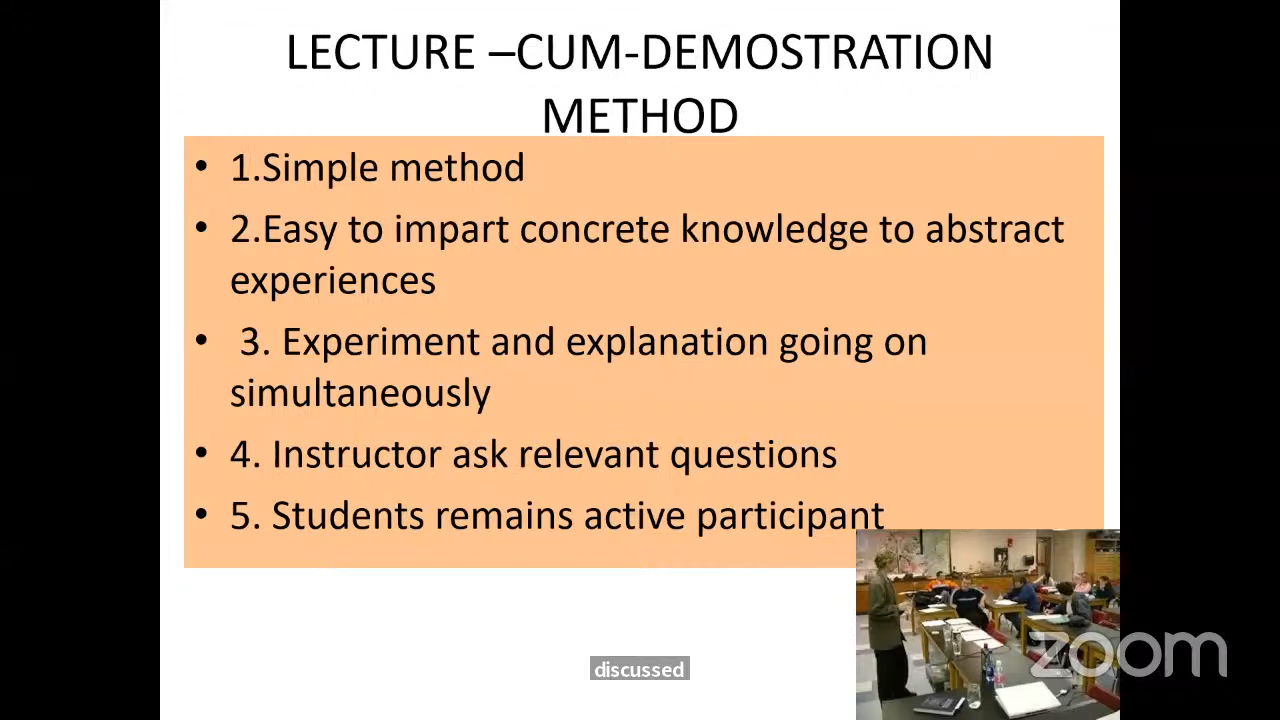 LECTURE –CUM-DEMOSTRATION
METHOD
• 1.Simple method
• 2.Easy to impart concrete knowledge to abstract
experiences
• 3. Experiment and explanation going on
simultaneously
• 4. Instructor ask relevant questions
• 5. Students remains active participant
discussed
zoom